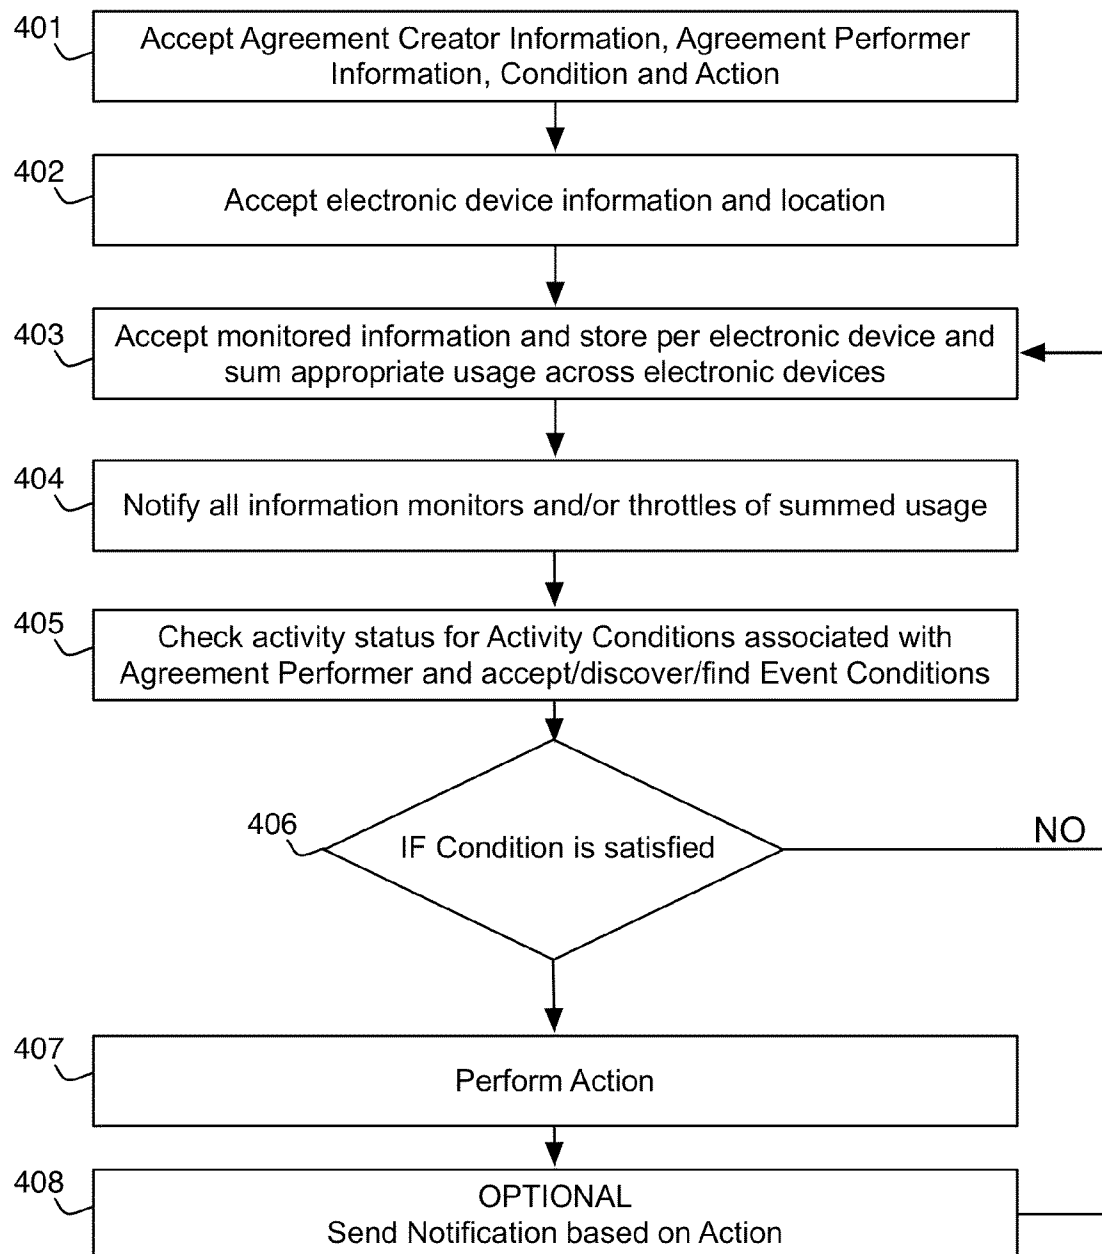 401
Accept Agreement Creator Information, Agreement Performer
Information, Condition and Action
402
Accept electronic device information and location
403
Accept monitored information and store per electronic device and
sum appropriate usage across electronic devices
404
Notify all information monitors and/or throttles of summed usage
405
Check activity status for Activity Conditions associated with
Agreement Performer and accept/discover/find Event Conditions
406
IF Condition is satisfied
NO
407
Perform Action
408
OPTIONAL
Send Notification based on Action